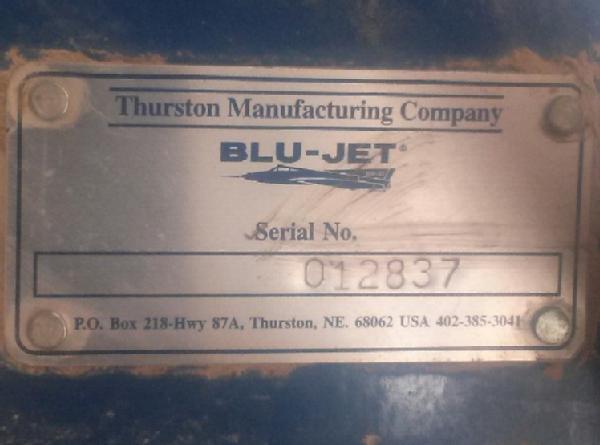 Thurston Manufacturing Company
BLU-JET®
Serial No.
012837
P.O. Box 218-Hwy 87A, Thurston, NE. 68062 USA 402-385-3041